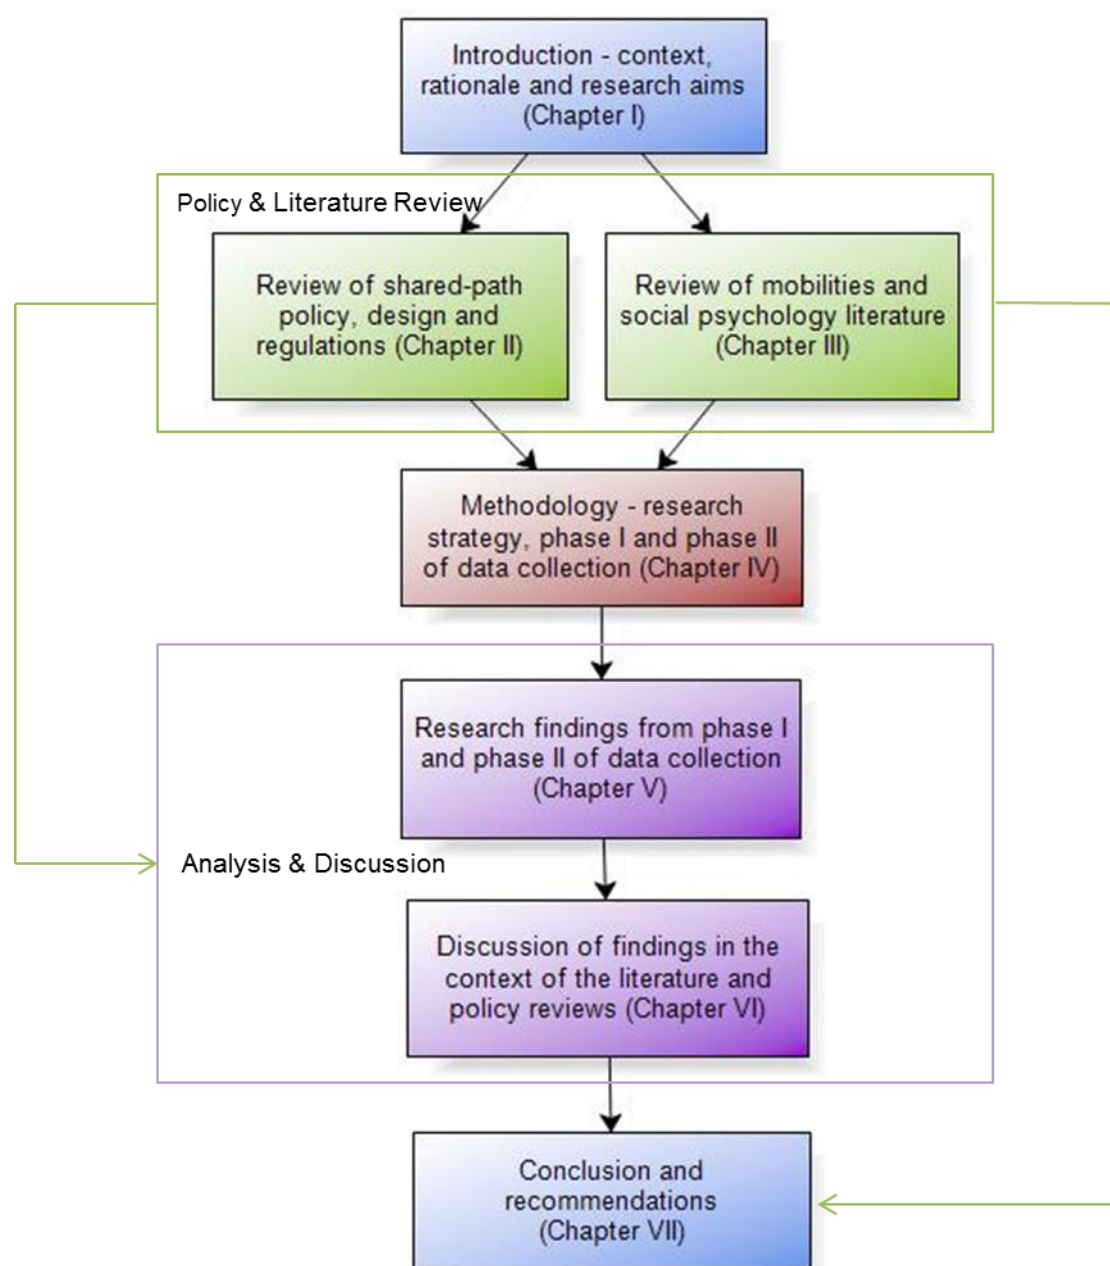 Introduction - context,
rationale and research aims
(Chapter I)
Policy & Literature Review
Review of shared-path
policy, design and
regulations (Chapter II)
Review of mobilities and
social psychology literature
(Chapter III)
Methodology - research
strategy, phase I and phase II
of data collection (Chapter IV)
Research findings from phase I
and phase II of data collection
(Chapter V)
Analysis & Discussion
Discussion of findings in the
context of the literature and
policy reviews (Chapter VI)
Conclusion and
recommendations
(Chapter VII)